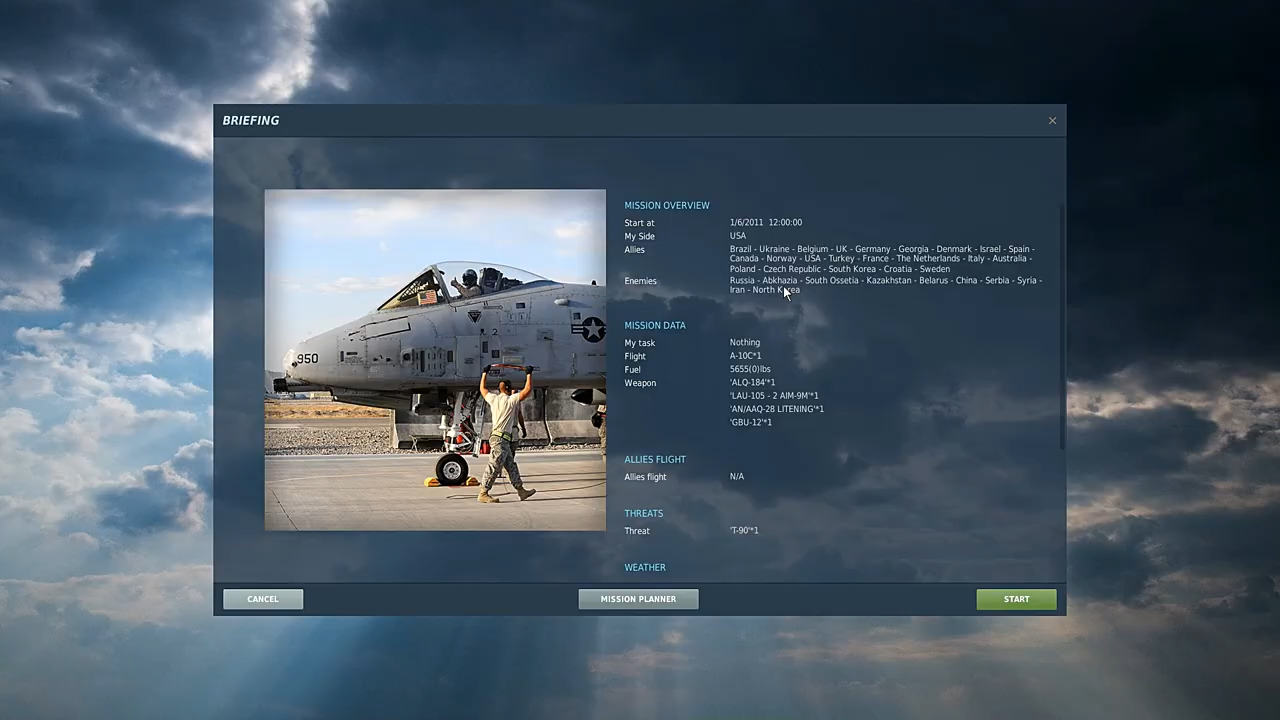 BRIEFING
MISSION OVERVIEW
Start at 1/6/2011 12:00:00
My Side USA
Allies Brazil - Ukraine - Belgium - UK - Germany - Georgia - Denmark - Israel - Spain -
Canada - Norway - USA - Turkey - France - The Netherlands - Italy - Australia -
Poland - Czech Republic - South Korea - Croatia - Sweden
Enemies Russia - Abkhazia - South Ossetia - Kazakhstan - Belarus - China - Serbia - Syria -
Iran - North Korea
MISSION DATA
My task Nothing
Flight A-10C*1
Fuel 5655(0)lbs
Weapon 'ALQ-184'*1
'LAU-105 - 2 AIM-9M'*1
'AN/AAQ-28 LITENING'*1
'GBU-12'*1
ALLIES FLIGHT
Allies flight N/A
THREATS
Threat 'T-90'*1
WEATHER
950
2
CANCEL
MISSION PLANNER
START